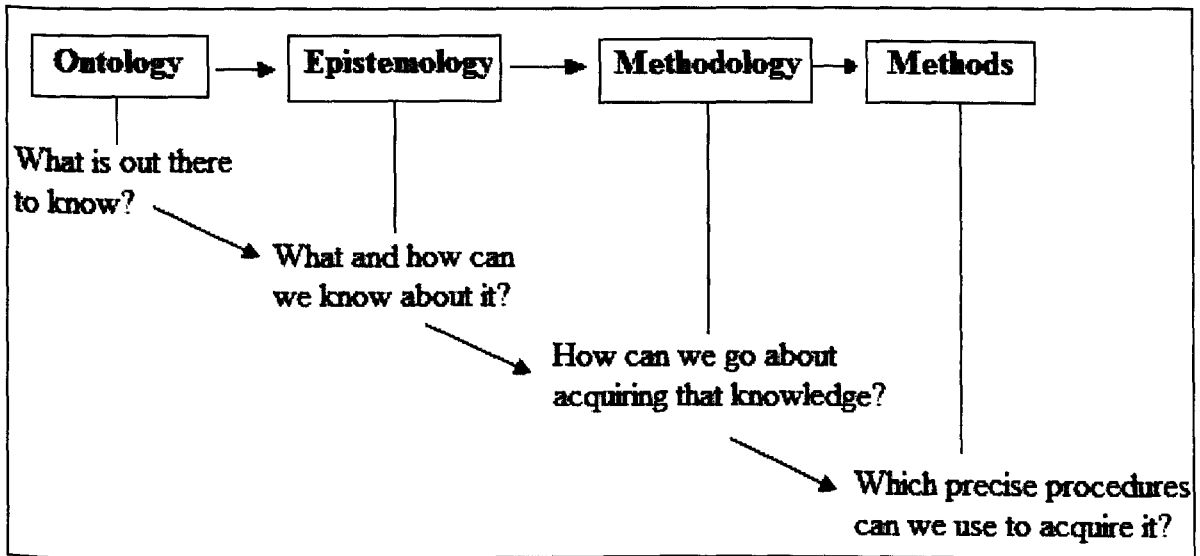 Ontology Epistemology Methodology Methods
What is out there
to know?
What and how can
we know about it?
How can we go about
acquiring that knowledge?
Which precise procedures
can we use to acquire it?